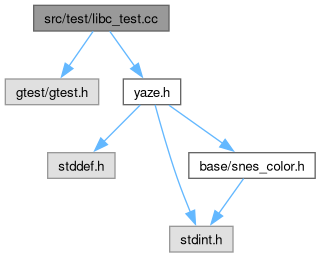 src/test/libc_test.cc
gtest/gtest.h
yaze.h
stddef.h
base/snes_color.h
stdint.h